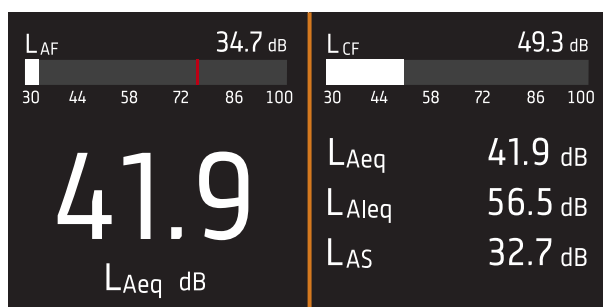 LAF 34.7 dB
30 44 58 72 86 100
41.9
LAeq dB
LCF 49.3 dB
30 44 58 72 86 100
LAeq 41.9 dB
LAIeq 56.5 dB
LAS 32.7 dB